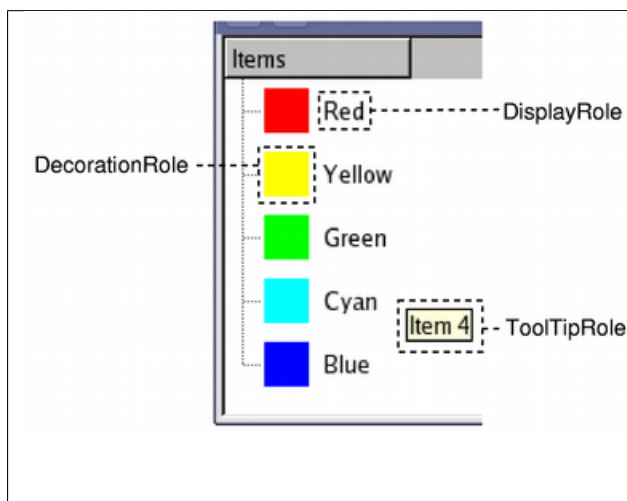 Items
Red
DisplayRole
DecorationRole
Yellow
Green
Cyan
Item 4
ToolTipRole
Blue